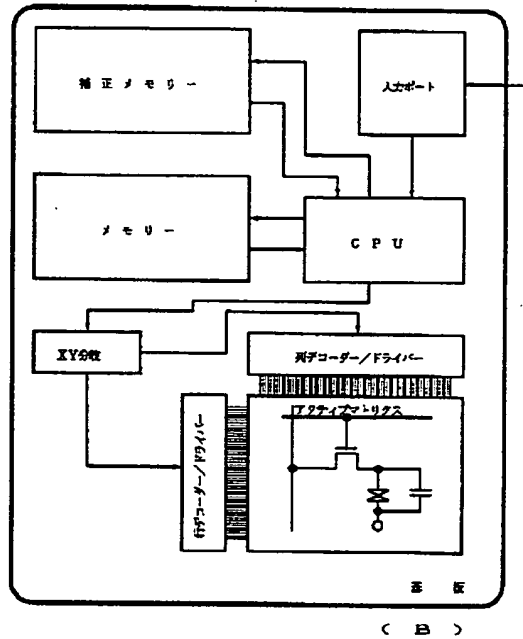 補正メモリー
入力ポート
メモリー
CPU
XY分岐
列デコーダー/ドライバー
アクティブマトリクス
行デコーダー/ドライバー
基板
(B)